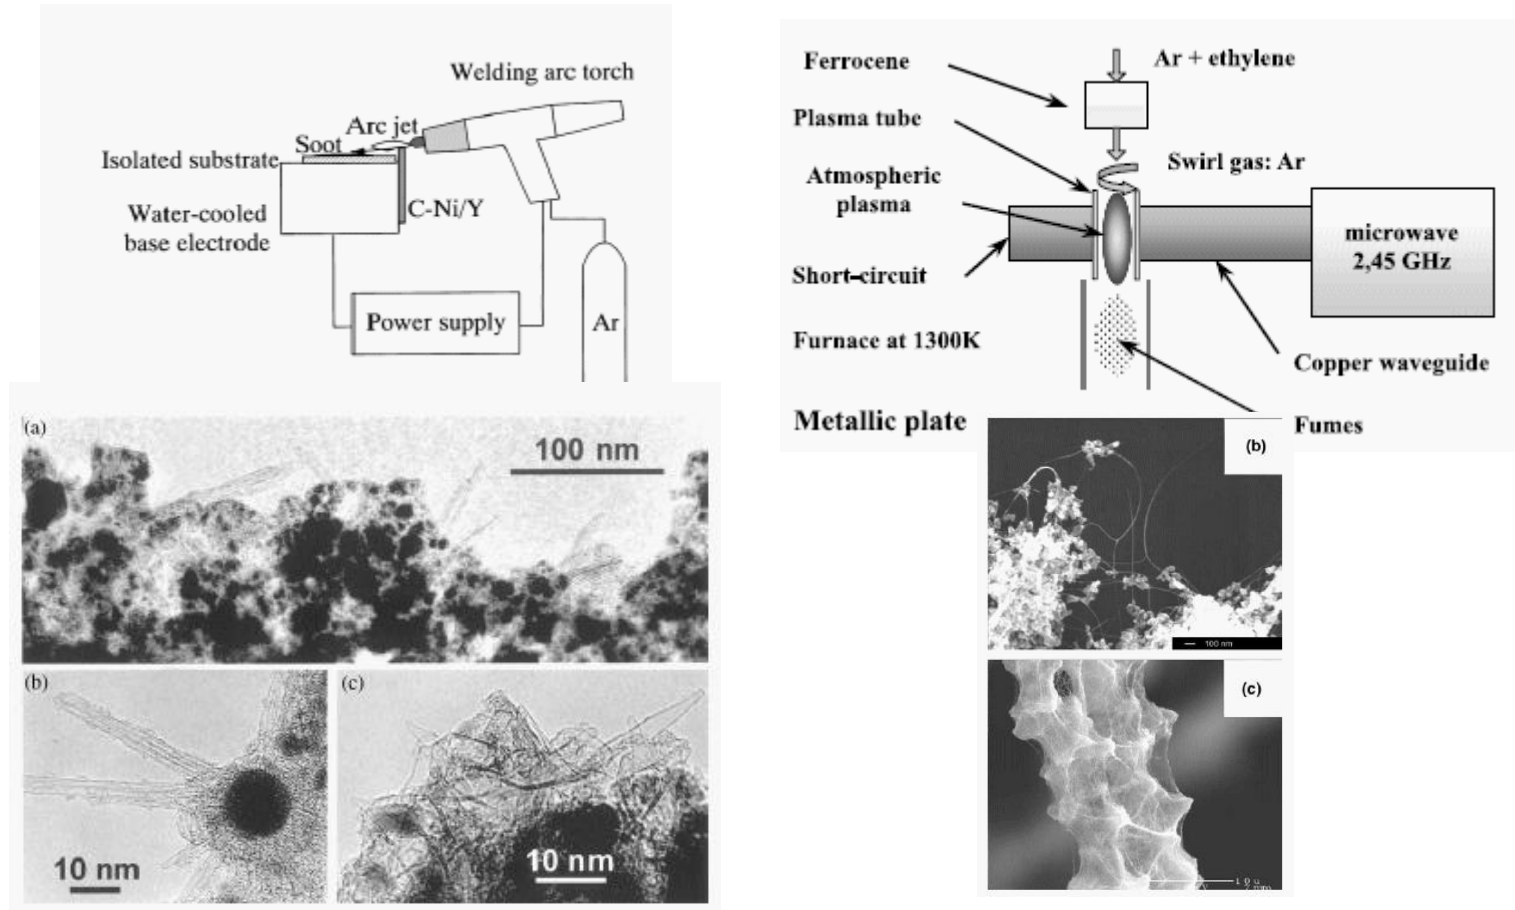 Welding arc torch
Arc jet
Soot
Isolated substrate
C-Ni/Y
Water-cooled
base electrode
Power supply
Ar
(a)
100 nm
(b)
10 nm
(c)
10 nm
Ferrocene
Ar + ethylene
Plasma tube
Swirl gas: Ar
Atmospheric
plasma
microwave
2,45 GHz
Short-circuit
Furnace at 1300K
Copper waveguide
Metallic plate
Fumes
(b)
100 nm
(c)